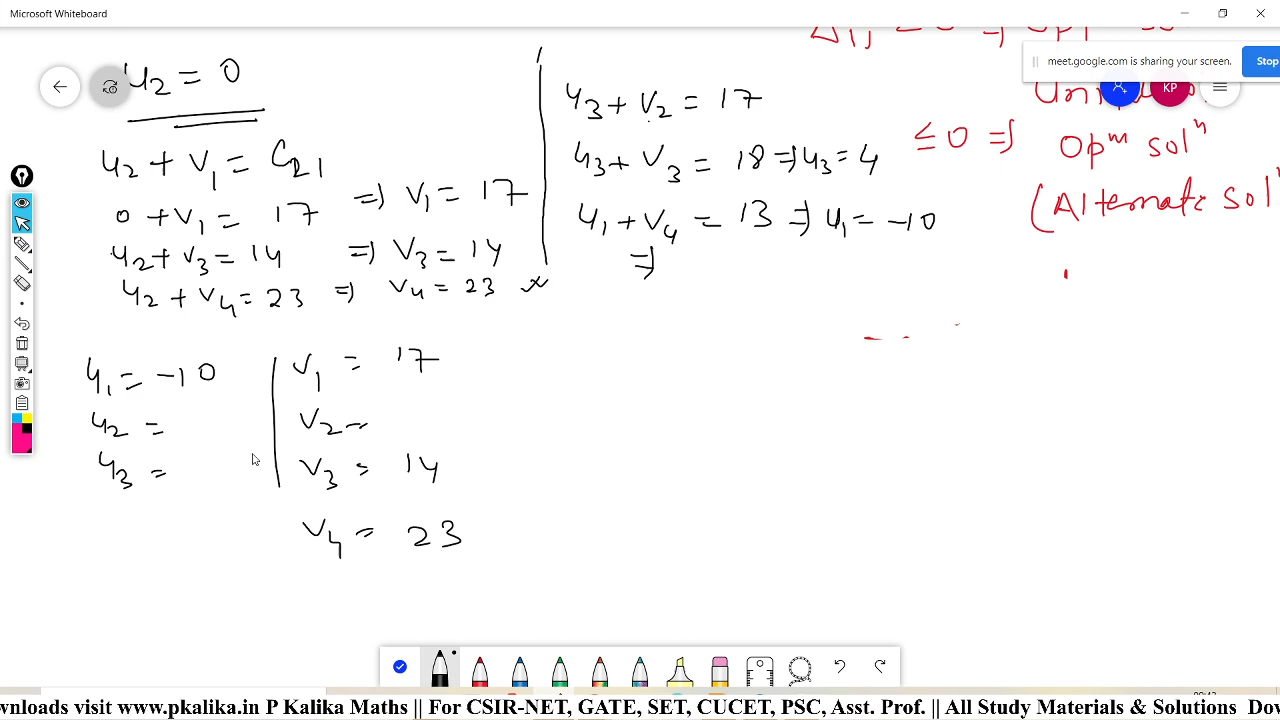 Microsoft Whiteboard
meet.google.com is sharing your screen.
Stop
KP
u2 = 0
u2 + v1 = C21
0 + v1 = 17 => v1 = 17
u2 + v3 = 14 => v3 = 14
u2 + v4 = 23 => v4 = 23
u3 + v2 = 17
u3 + v3 = 18 => u3 = 4
u1 + v4 = 13 => u1 = -10
=>
≤ 0 => Opm soln
(Alternate soln
u1 = -10
u2 =
u3 =
v1 = 17
v2 =
v3 = 14
v4 = 23
wnloads visit www.pkalika.in P Kalika Maths || For CSIR-NET, GATE, SET, CUCET, PSC, Asst. Prof. || All Study Materials & Solutions Dov